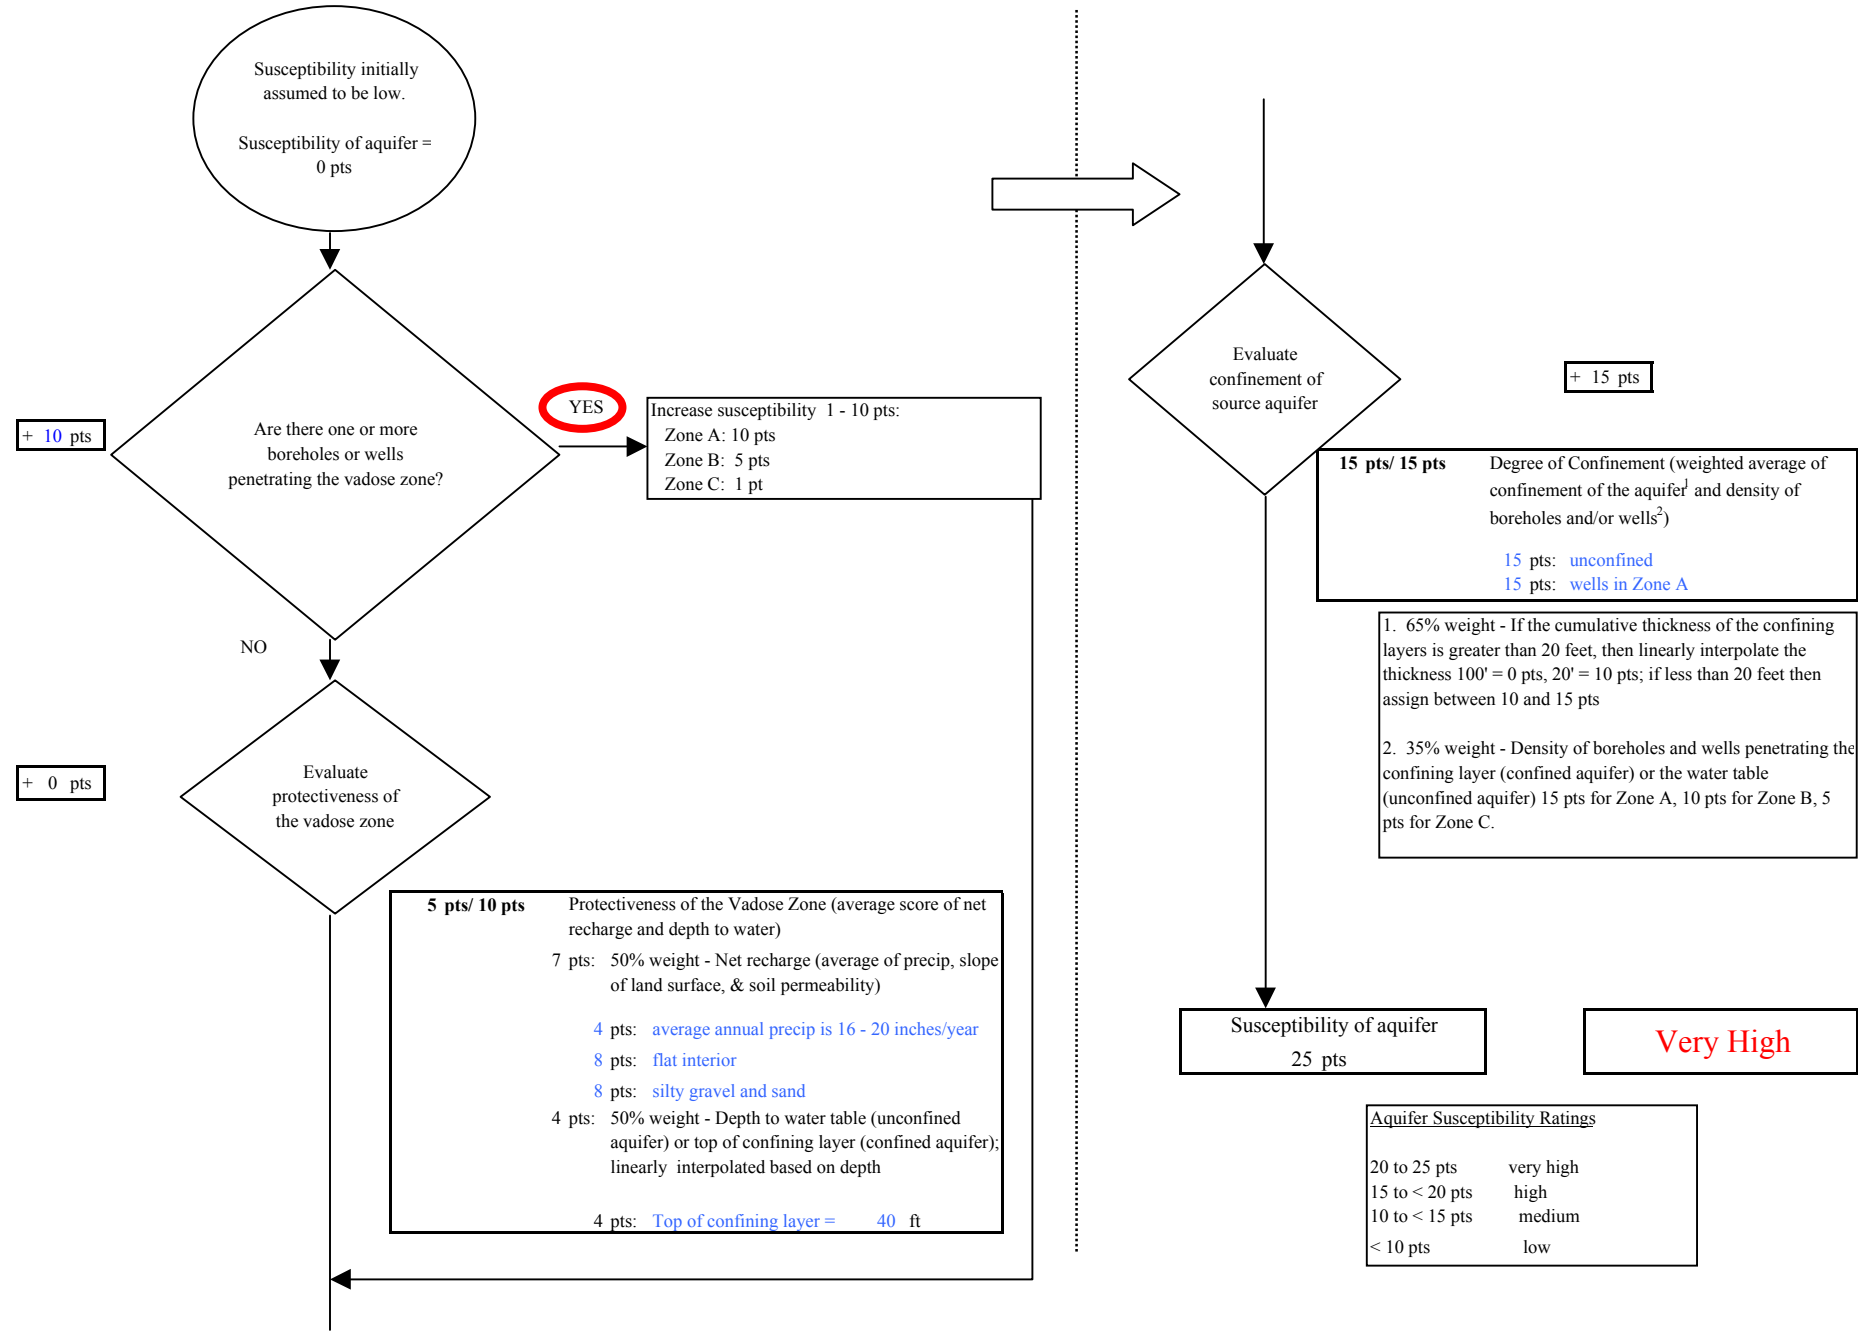 Susceptibility initially
assumed to be low.
Susceptibility of aquifer =
0 pts
+ 10 pts
Are there one or more
boreholes or wells
penetrating the vadose zone?
YES
Increase susceptibility 1 - 10 pts:
Zone A: 10 pts
Zone B: 5 pts
Zone C: 1 pt
NO
+ 0 pts
Evaluate
protectiveness of
the vadose zone
5 pts/ 10 pts Protectiveness of the Vadose Zone (average score of net
recharge and depth to water)
7 pts: 50% weight - Net recharge (average of precip, slope
of land surface, & soil permeability)
4 pts: average annual precip is 16 - 20 inches/year
8 pts: flat interior
8 pts: silty gravel and sand
4 pts: 50% weight - Depth to water table (unconfined
aquifer) or top of confining layer (confined aquifer);
linearly interpolated based on depth
4 pts: Top of confining layer = 40 ft
Evaluate
confinement of
source aquifer
+ 15 pts
15 pts/ 15 pts Degree of Confinement (weighted average of
confinement of the aquifer1 and density of
boreholes and/or wells2)
15 pts: unconfined
15 pts: wells in Zone A
1. 65% weight - If the cumulative thickness of the confining
layers is greater than 20 feet, then linearly interpolate the
thickness 100' = 0 pts, 20' = 10 pts; if less than 20 feet then
assign between 10 and 15 pts
2. 35% weight - Density of boreholes and wells penetrating the
confining layer (confined aquifer) or the water table
(unconfined aquifer) 15 pts for Zone A, 10 pts for Zone B, 5
pts for Zone C.
Susceptibility of aquifer
25 pts
Very High
Aquifer Susceptibility Ratings
20 to 25 pts very high
15 to < 20 pts high
10 to < 15 pts medium
< 10 pts low